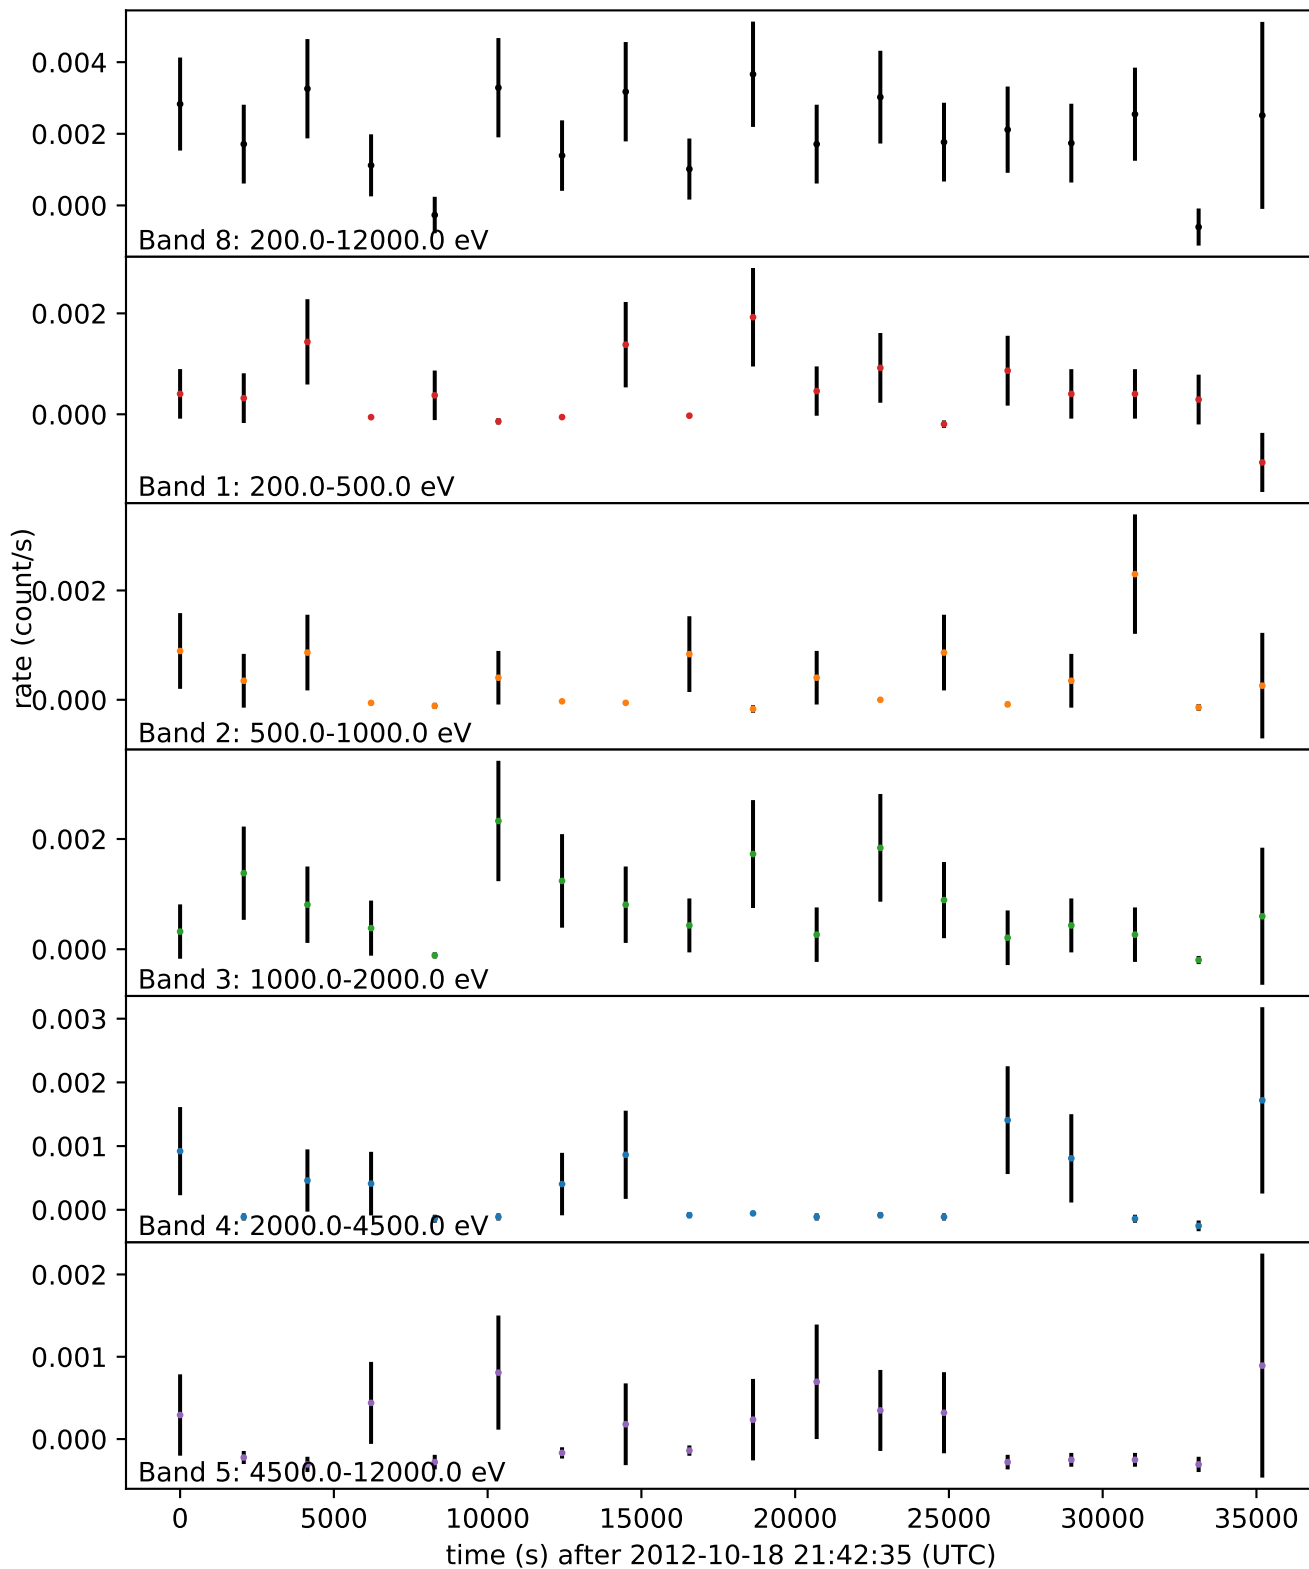 0.004
0.002
0.000
Band 8: 200.0-12000.0 eV
0.002
0.000
Band 1: 200.0-500.0 eV
rate (count/s)
0.002
0.000
Band 2: 500.0-1000.0 eV
0.002
0.000
Band 3: 1000.0-2000.0 eV
0.003
0.002
0.001
0.000
Band 4: 2000.0-4500.0 eV
0.002
0.001
0.000
Band 5: 4500.0-12000.0 eV
0 5000 10000 15000 20000 25000 30000 35000
time (s) after 2012-10-18 21:42:35 (UTC)